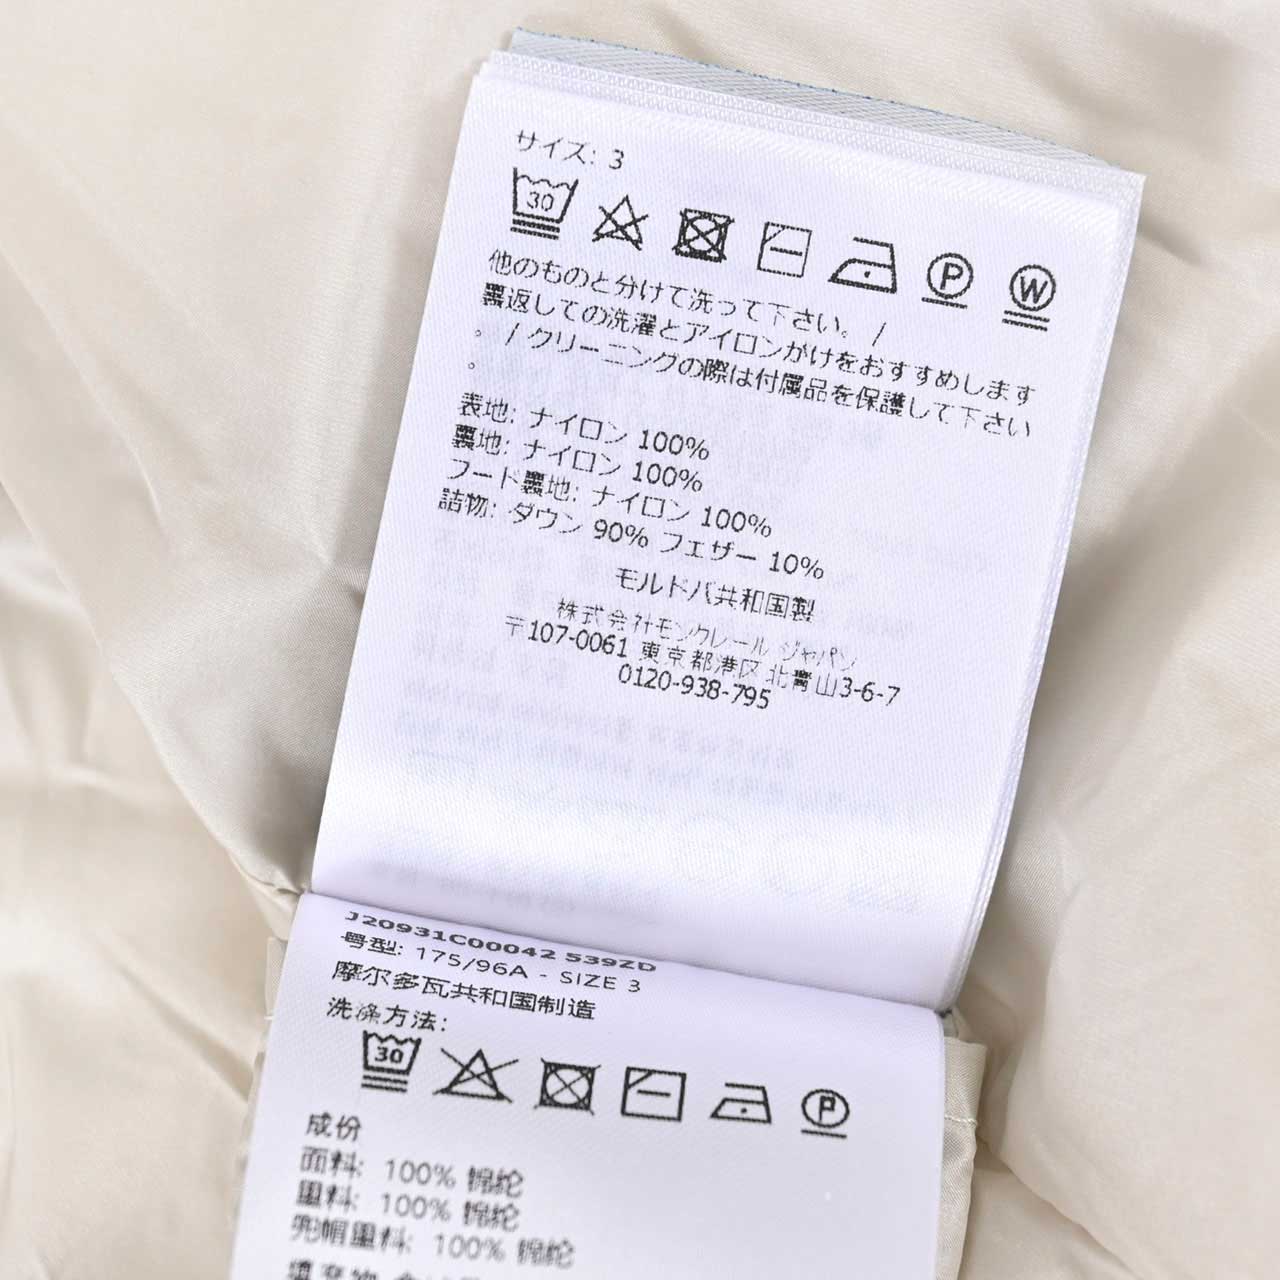 サイズ: 3
30
P W
他のものと分けて洗って下さい。 /
裏返しての洗濯とアイロンがけをおすすめします
。 / クリーニングの際は付属品を保護して下さい
。
表地: ナイロン 100%
裏地: ナイロン 100%
フード裏地: ナイロン 100%
詰物: ダウン 90% フェザー 10%
モルドバ共和国製
株式会社モンクレール ジャパン
〒107-0061 東京都港区北青山3-6-7
0120-938-795
J20931C00042 539ZD
号型: 175/96A - SIZE 3
摩尔多瓦共和国制造
洗涤方法:
30
P
成份
面料: 100% 锦纶
里料: 100% 锦纶
兜帽里料: 100% 锦纶